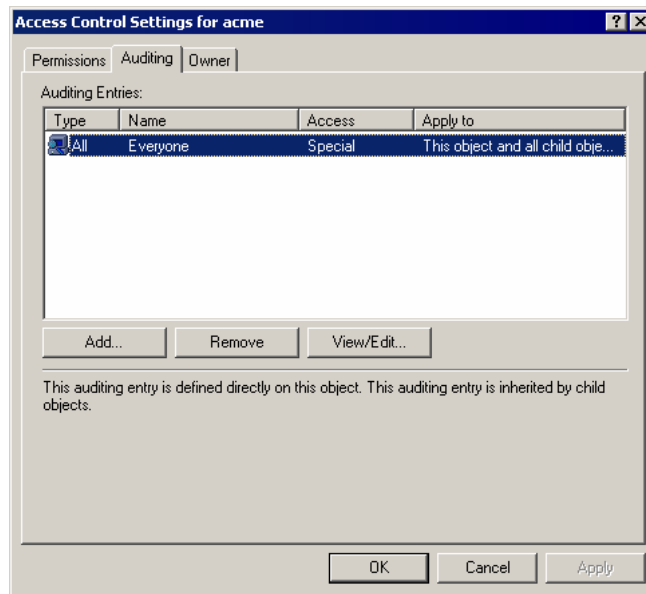 Access Control Settings for acme
Permissions Auditing Owner
Auditing Entries:
Type Name Access Apply to
All Everyone Special This object and all child obje...
Add... Remove View/Edit...
This auditing entry is defined directly on this object. This auditing entry is inherited by child
objects.
OK Cancel Apply